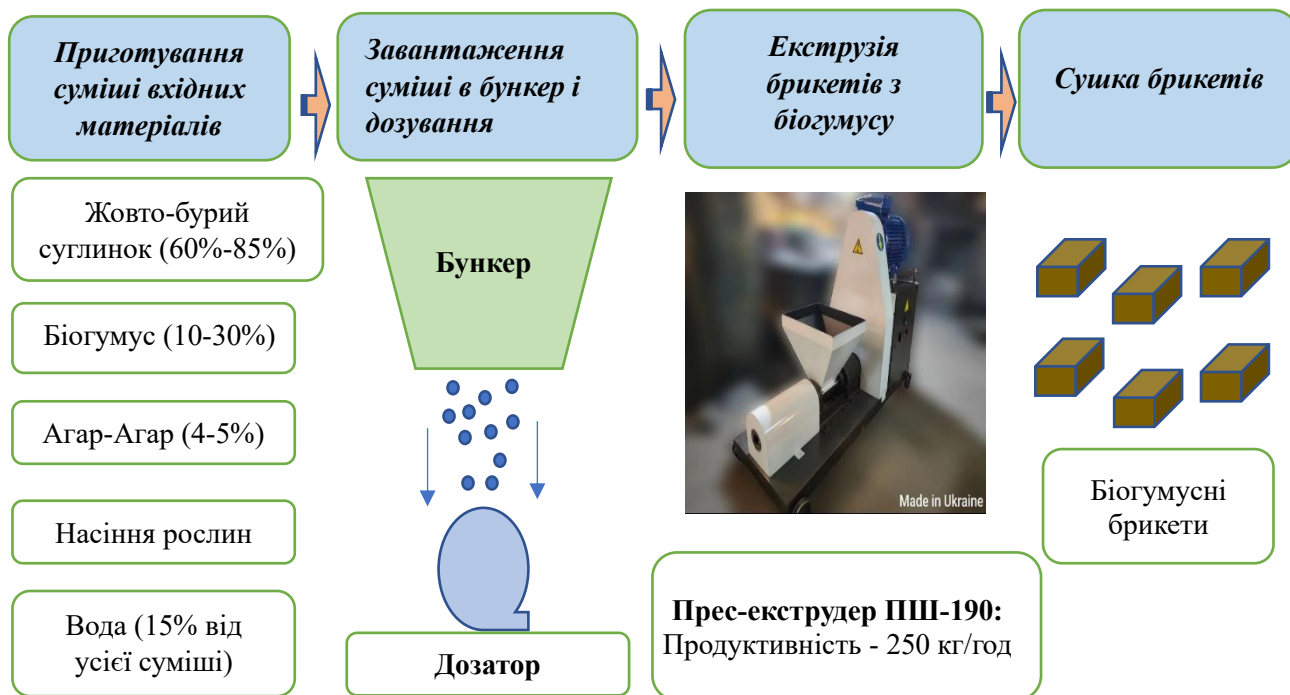 Приготування
суміші вхідних
матеріалів
Завантаження
суміші в бункер і
дозування
Екструзія
брикетів з
біогумусу
Сушка брикетів
Жовто-бурий
суглинок (60%-85%)
Біогумус (10-30%)
Агар-Агар (4-5%)
Насіння рослин
Вода (15% від
усієї суміші)
Бункер
Дозатор
Made in Ukraine
Прес-екструдер ПШ-190:
Продуктивність - 250 кг/год
Біогумусні
брикети